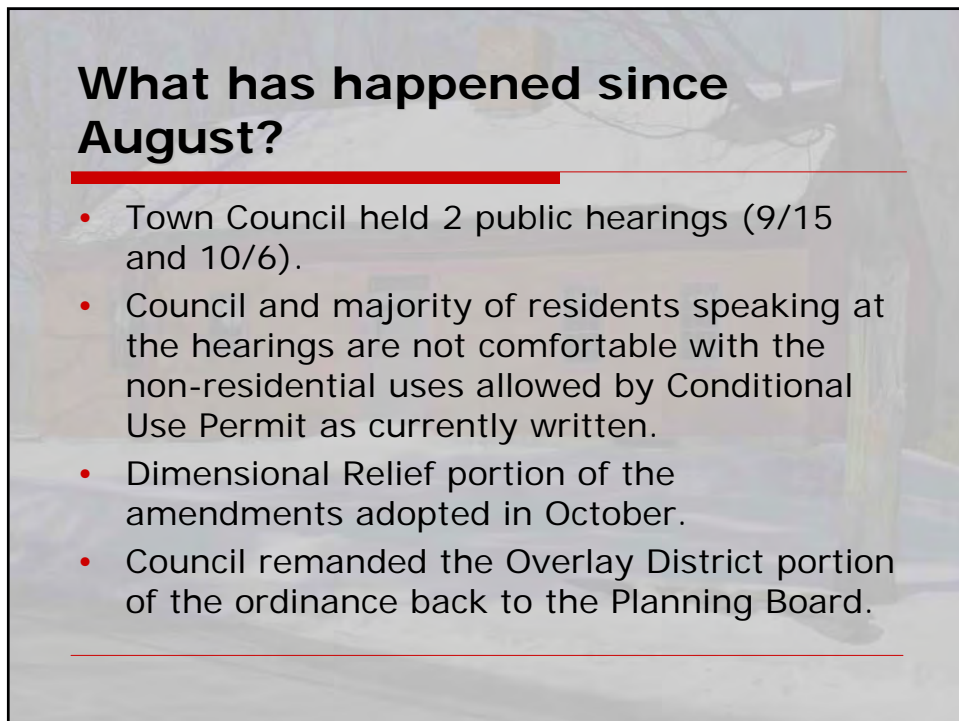 What has happened since
August?
• Town Council held 2 public hearings (9/15
and 10/6).
• Council and majority of residents speaking at
the hearings are not comfortable with the
non-residential uses allowed by Conditional
Use Permit as currently written.
• Dimensional Relief portion of the
amendments adopted in October.
• Council remanded the Overlay District portion
of the ordinance back to the Planning Board.